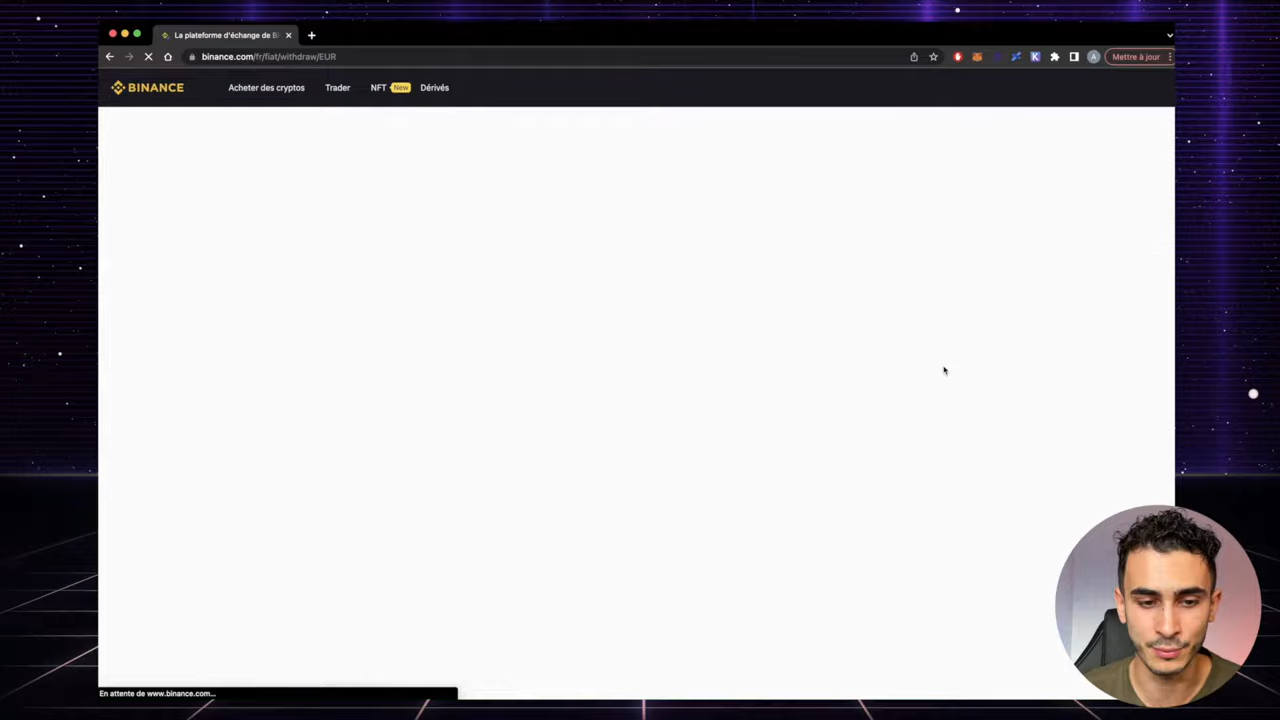 La plateforme d'échange de Bi
binance.com/fr/fiat/withdraw/EUR
Mettre à jour
BINANCE
Acheter des cryptos
Trader
NFT New
Dérivés
En attente de www.binance.com...